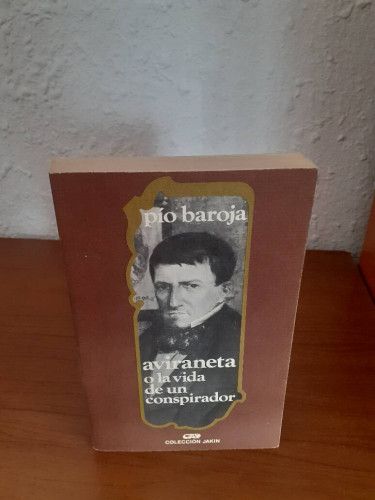 pío baroja
aviraneta
o la vida
de un
conspirador
COLECCIÓN JAKIN